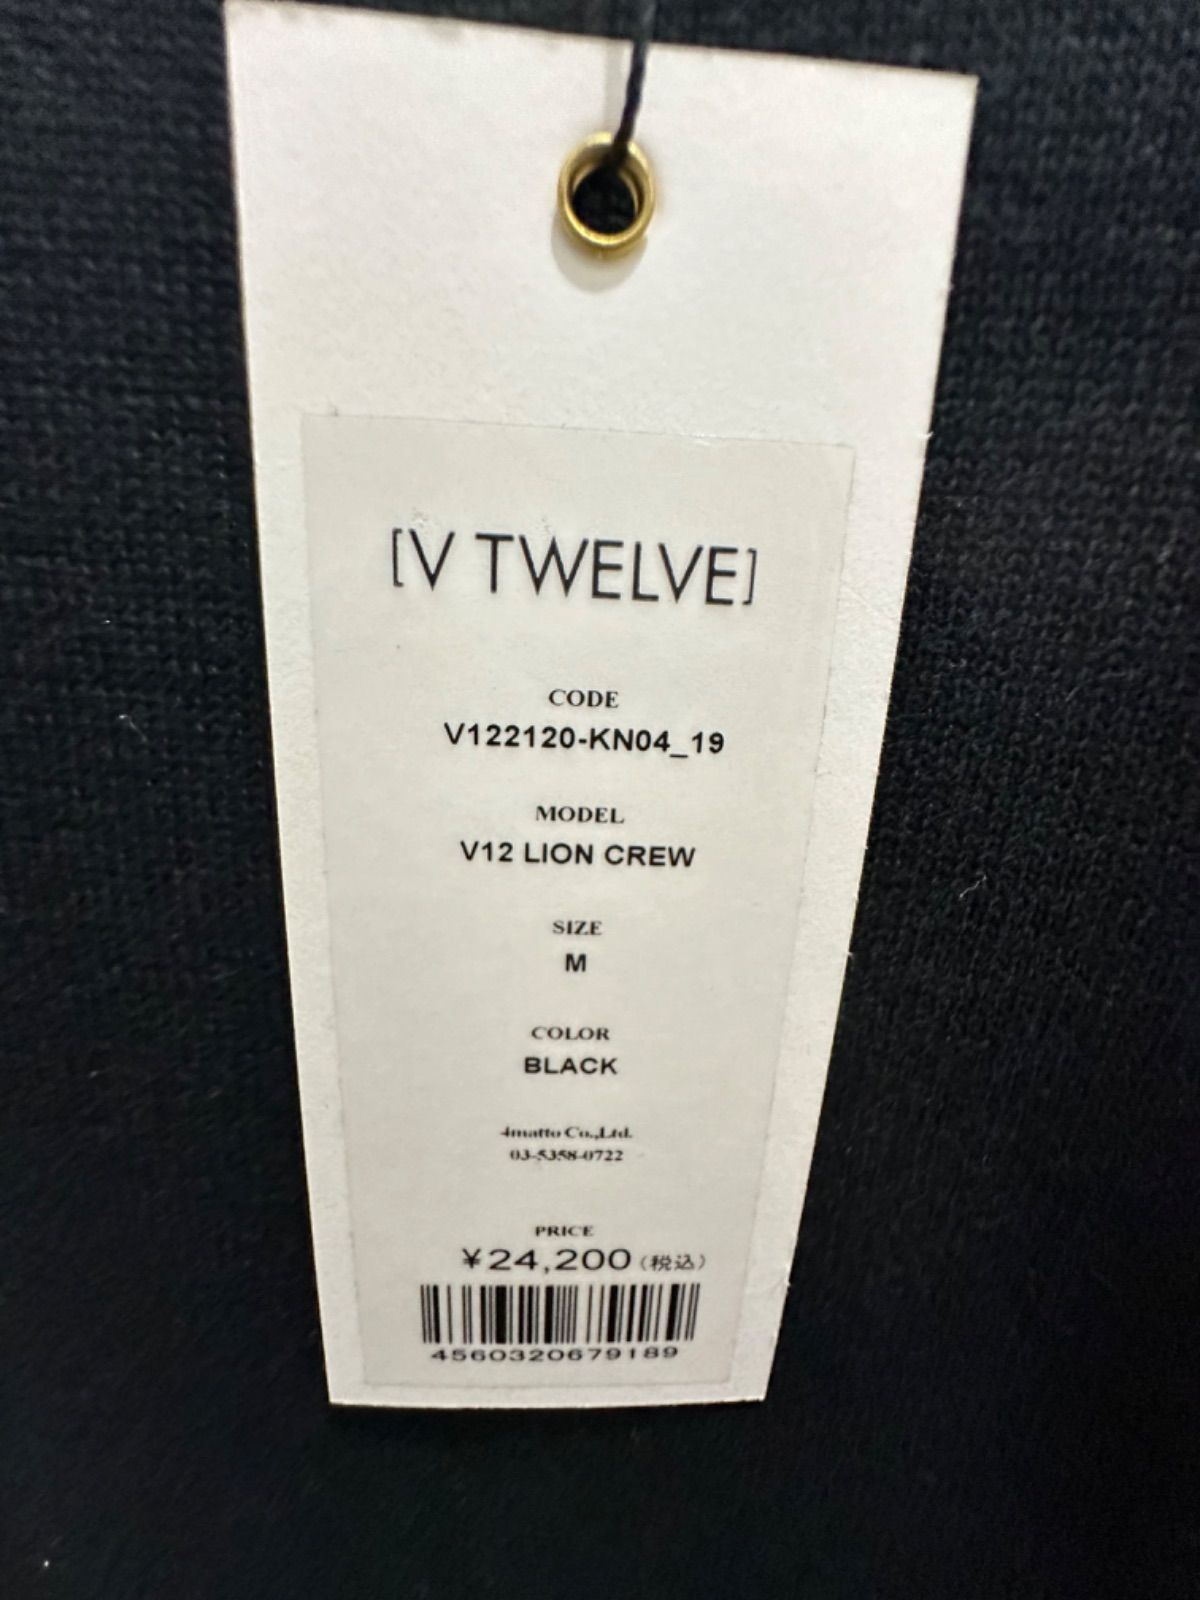 [V TWELVE]
CODE
V122120-KN04_19
MODEL
V12 LION CREW
SIZE
M
COLOR
BLACK
4matto Co.,Ltd.
03-5358-0722
PRICE
¥24,200(税込)
4560320679189